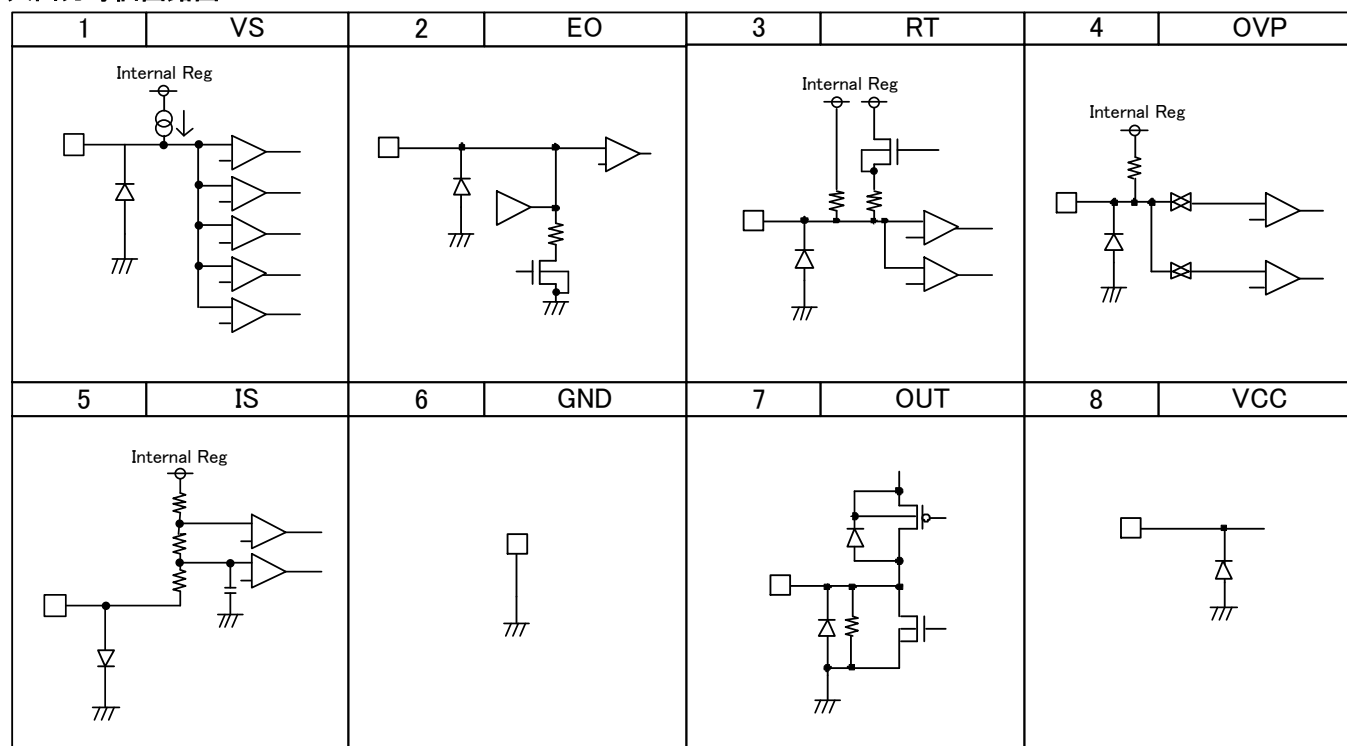 1 VS 2 EO 3 RT 4 OVP
Internal Reg
Internal Reg
Internal Reg
5 IS 6 GND 7 OUT 8 VCC
Internal Reg